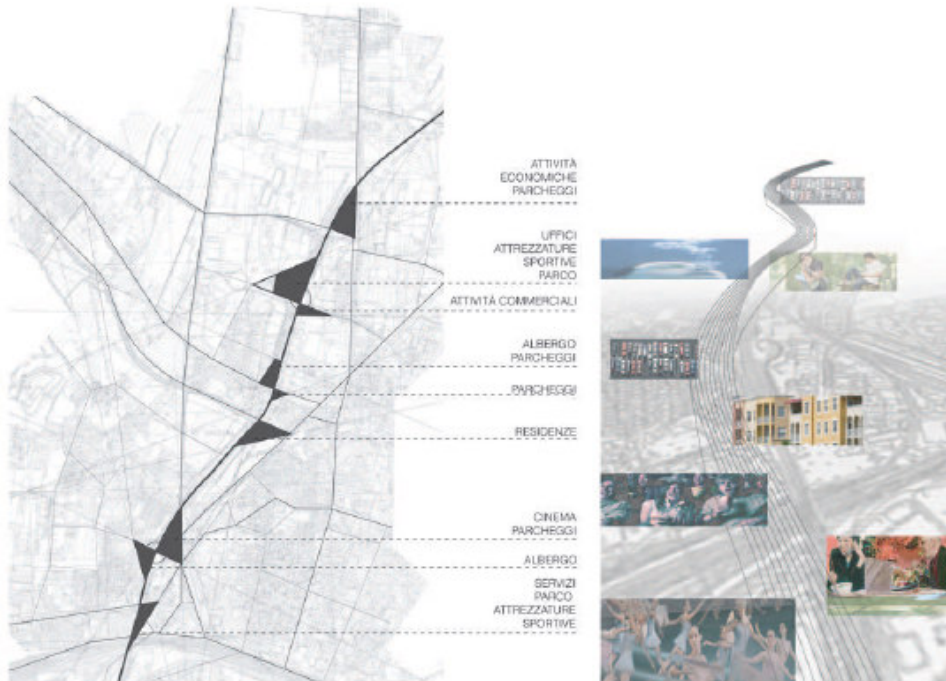 ATTIVITÀ
ECONOMICHE
PARCHEGGI
UFFICI
ATTREZZATURE
SPORTIVE
PARCO
ATTIVITÀ COMMERCIALI
ALBERGO
PARCHEGGI
PARCHEGGI
RESIDENZE
CINEMA
PARCHEGGI
ALBERGO
SERVIZI
PARCO
ATTREZZATURE
SPORTIVE